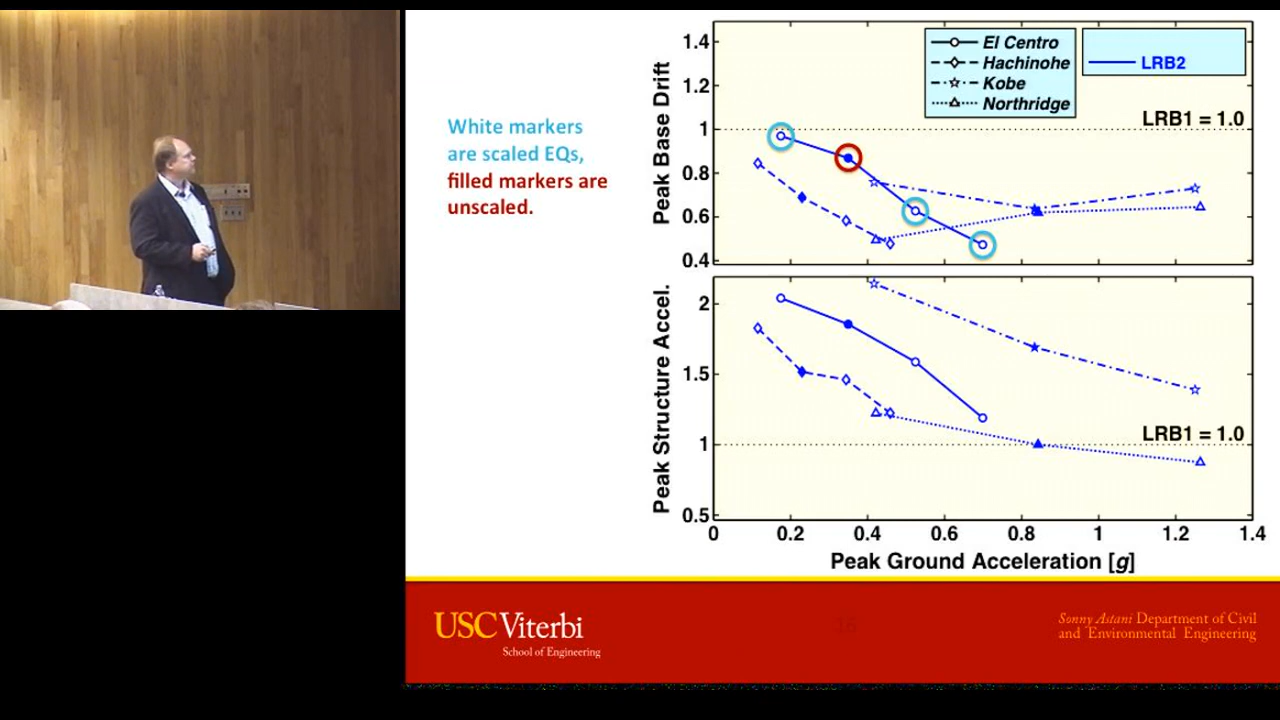 White markers
are scaled EQs,
filled markers are
unscaled.
Peak Base Drift
1.4
1.2
1
0.8
0.6
0.4
El Centro
Hachinohe
Kobe
Northridge
LRB2
LRB1 = 1.0
Peak Structure Accel.
2
1.5
1
0.5
LRB1 = 1.0
0 0.2 0.4 0.6 0.8 1 1.2 1.4
Peak Ground Acceleration [g]
USC Viterbi
School of Engineering
16
Sonny Astani Department of Civil
and Environmental Engineering